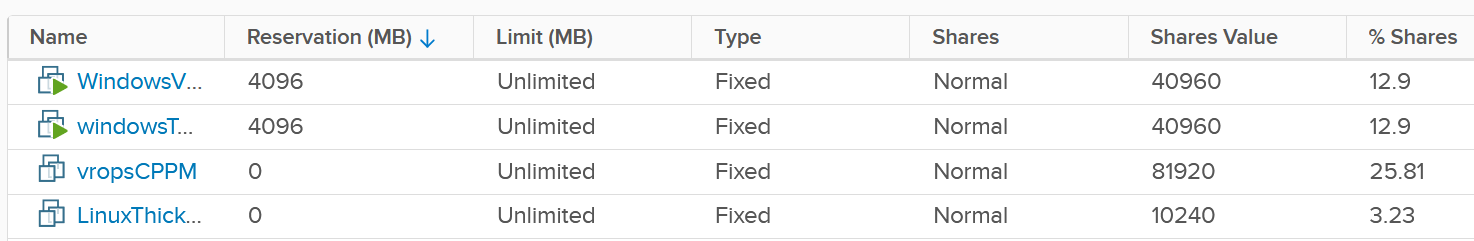 Name Reservation (MB) Limit (MB) Type Shares Shares Value % Shares
WindowsV... 4096 Unlimited Fixed Normal 40960 12.9
windowsT... 4096 Unlimited Fixed Normal 40960 12.9
vropsCPPM 0 Unlimited Fixed Normal 81920 25.81
LinuxThick... 0 Unlimited Fixed Normal 10240 3.23